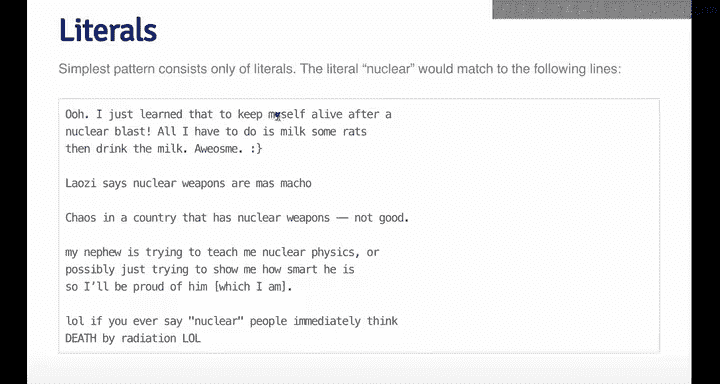 Literals
Simplest pattern consists only of literals. The literal “nuclear” would match to the following lines:
Ooh. I just learned that to keep myself alive after a
nuclear blast! All I have to do is milk some rats
then drink the milk. Aweosme. :}
Laozi says nuclear weapons are mas macho
Chaos in a country that has nuclear weapons —— not good.
my nephew is trying to teach me nuclear physics, or
possibly just trying to show me how smart he is
so I’ll be proud of him [which I am].
lol if you ever say "nuclear" people immediately think
DEATH by radiation LOL